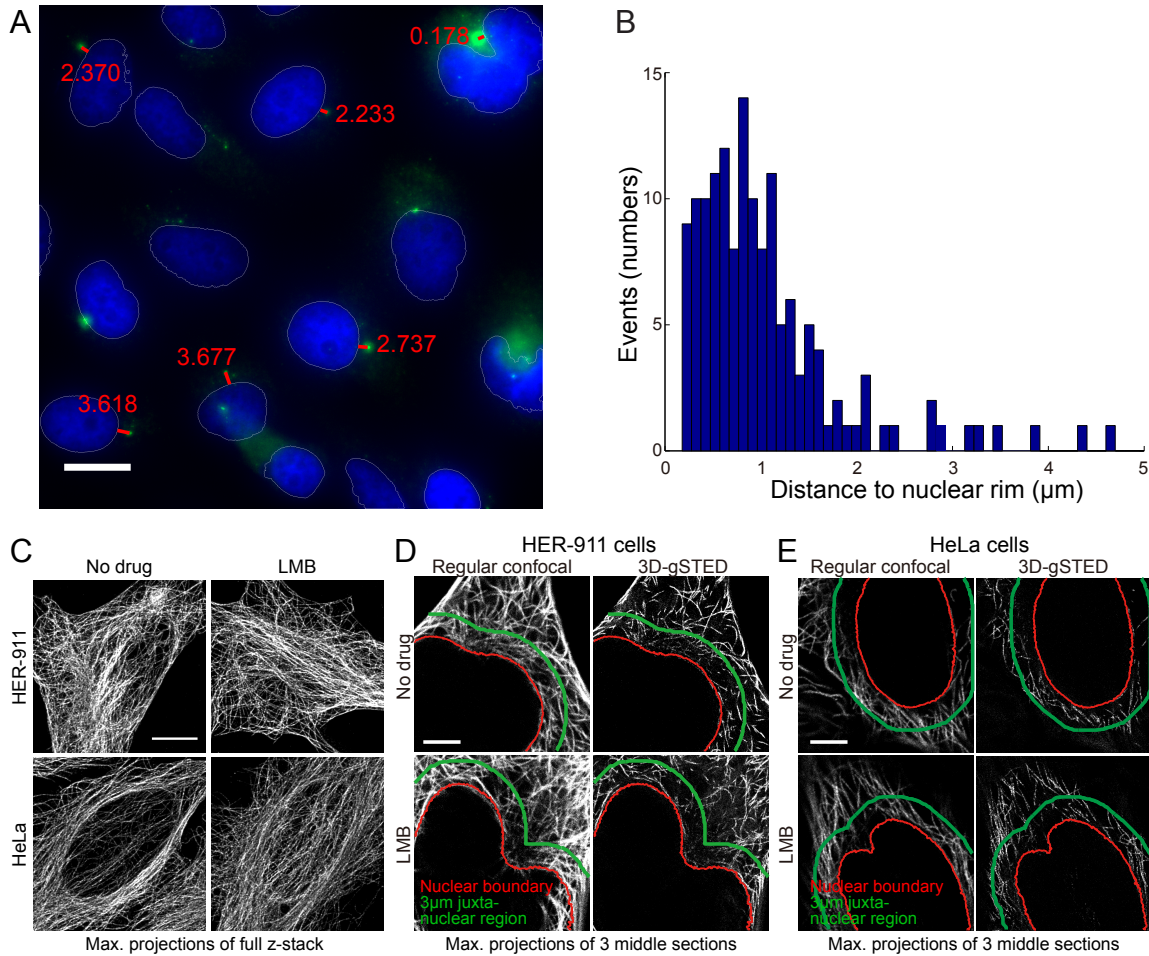 A
2.370
0.178
2.233
2.737
3.677
3.618
B
15
10
5
0
Events (numbers)
0
1
2
3
4
5
Distance to nuclear rim (µm)
C
No drug
LMB
HER-911
HeLa
Max. projections of full z-stack
D
HER-911 cells
Regular confocal
3D-gSTED
No drug
LMB
Nuclear boundary
3µm juxta-
nuclear region
Max. projections of 3 middle sections
E
HeLa cells
Regular confocal
3D-gSTED
No drug
LMB
Nuclear boundary
3µm juxta-
nuclear region
Max. projections of 3 middle sections